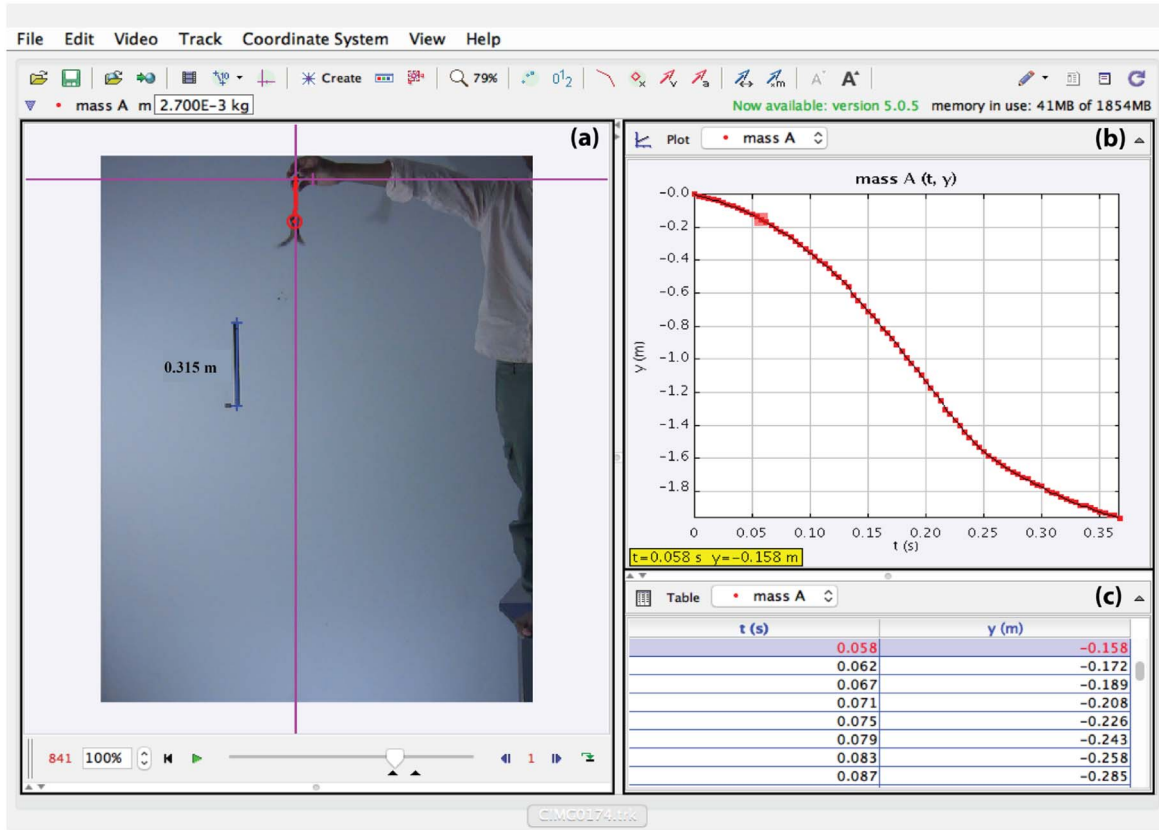 File Edit Video Track Coordinate System View Help
Create 79%
mass A m 2.700E-3 kg Now available: version 5.0.5 memory in use: 41MB of 1854MB
(a)
0.315 m
841 100% 1
Plot mass A (b)
mass A (t, y)
-0.0
-0.2
-0.4
-0.6
-0.8
-1.0
-1.2
-1.4
-1.6
-1.8
y (m)
0 0.05 0.10 0.15 0.20 0.25 0.30 0.35
t (s)
t=0.058 s y=-0.158 m
Table mass A (c)
t (s) y (m)
0.058 -0.158
0.062 -0.172
0.067 -0.189
0.071 -0.208
0.075 -0.226
0.079 -0.243
0.083 -0.258
0.087 -0.285